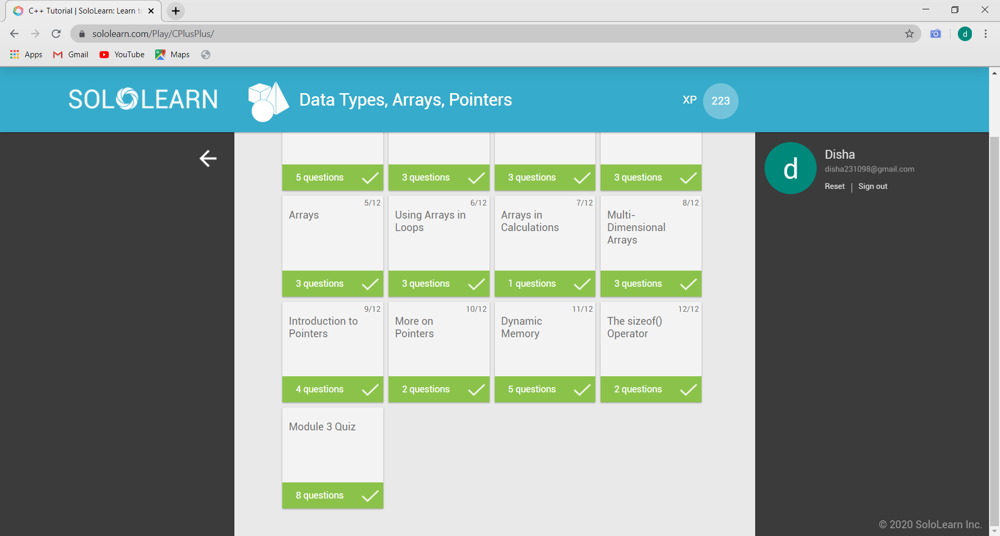 C++ Tutorial | SoloLearn: Learn to
sololearn.com/Play/CPlusPlus/
d
Apps
Gmail
YouTube
Maps
SOLOLEARN
Data Types, Arrays, Pointers
XP
223
d
Disha
disha231098@gmail.com
Reset | Sign out
5 questions
3 questions
3 questions
3 questions
5/12
Arrays
3 questions
6/12
Using Arrays in
Loops
3 questions
7/12
Arrays in
Calculations
1 questions
8/12
Multi-
Dimensional
Arrays
3 questions
9/12
Introduction to
Pointers
4 questions
10/12
More on
Pointers
2 questions
11/12
Dynamic
Memory
5 questions
12/12
The sizeof()
Operator
2 questions
Module 3 Quiz
8 questions
© 2020 SoloLearn Inc.